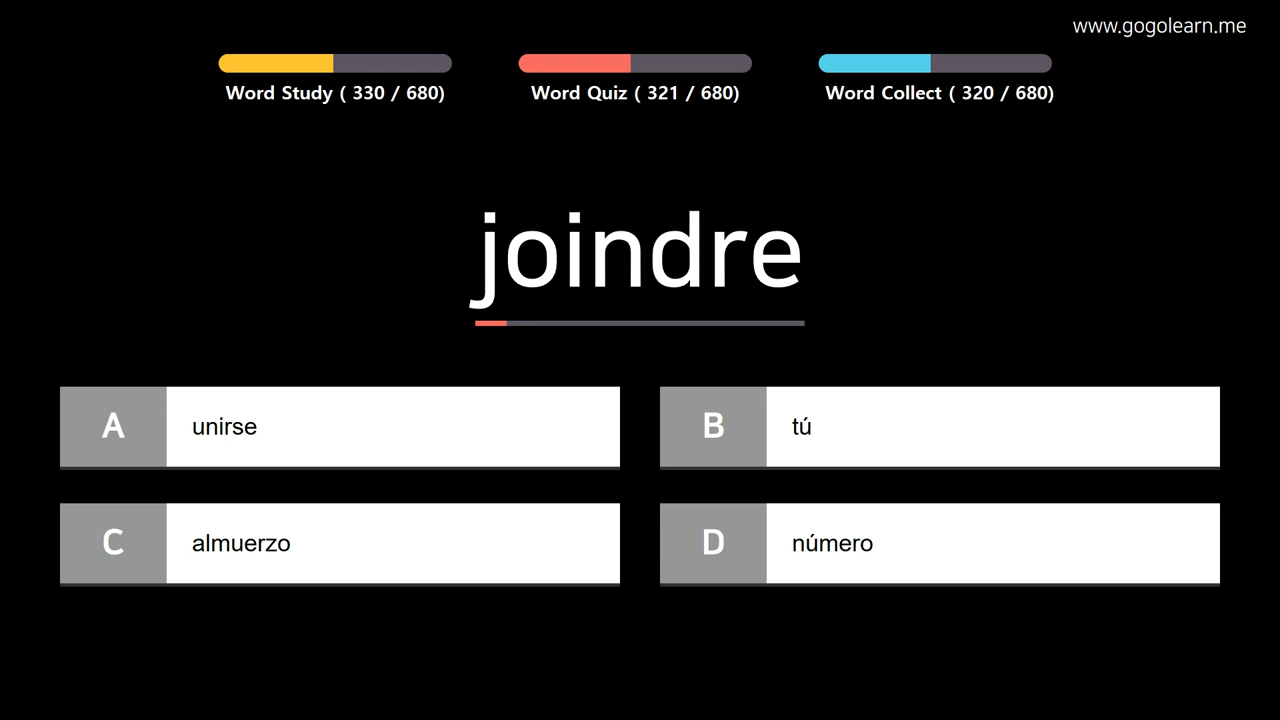 www.gogolearn.me
Word Study ( 330 / 680)
Word Quiz ( 321 / 680)
Word Collect ( 320 / 680)
joindre
A unirse
B tú
C almuerzo
D número